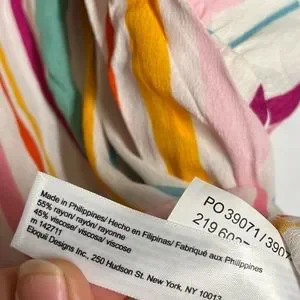 Made in Philippines/ Hecho en Filipinas/ Fabriqué aux Philippines
55% rayon/ rayón/ rayonne
45% viscose/ viscosa/ viscose
m 142711
Eloquii Designs Inc, 250 Hudson St. New York, NY 10013
PO 39071/3907
219